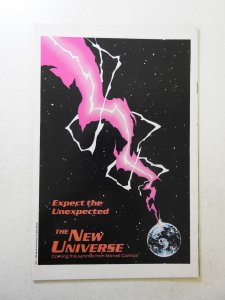 Expect the
Unexpected
THE NEW
UNIVERSE
Coming this summer from Marvel Comics